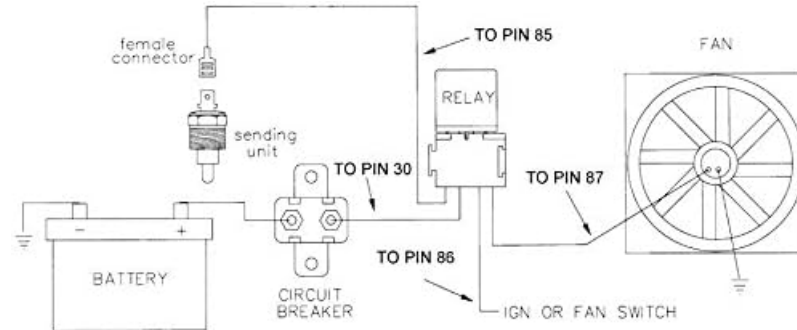 female
connector
TO PIN 85
FAN
RELAY
sending
unit
TO PIN 30
TO PIN 87
- +
BATTERY
TO PIN 86
CIRCUIT
BREAKER
IGN OR FAN SWITCH